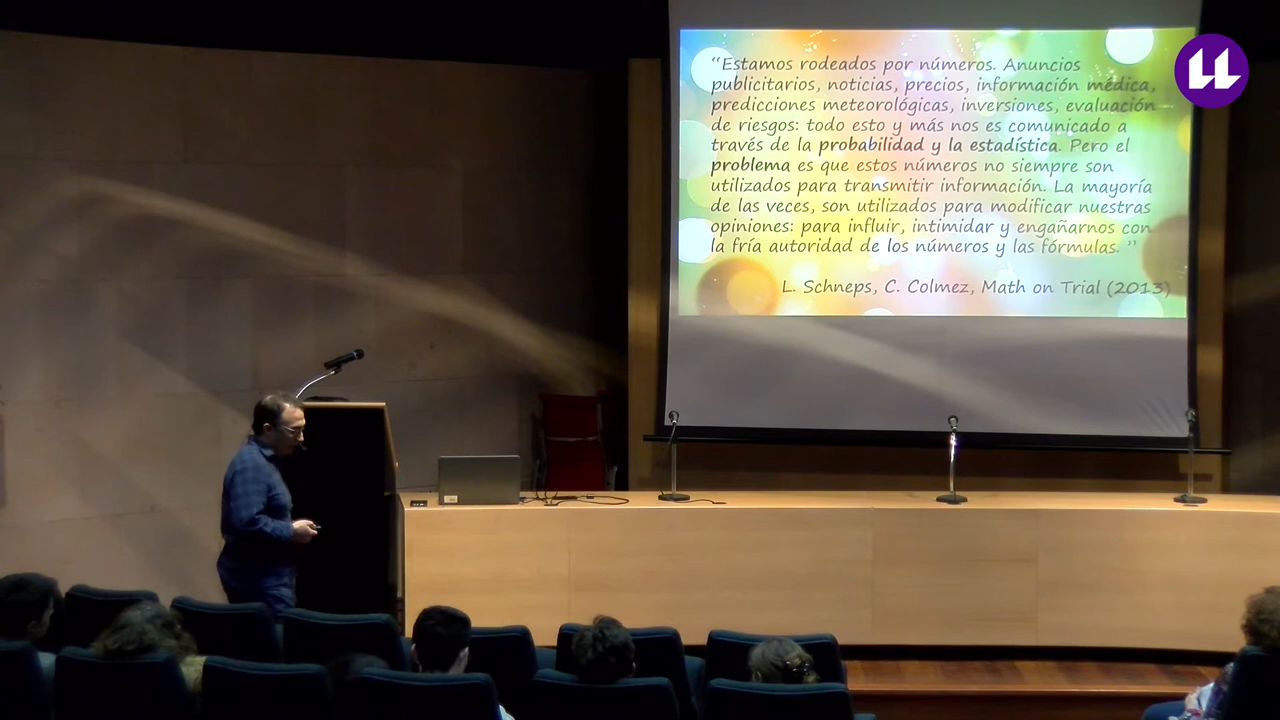 “Estamos rodeados por números. Anuncios
publicitarios, noticias, precios, información médica,
predicciones meteorológicas, inversiones, evaluación
de riesgos: todo esto y más nos es comunicado a
través de la probabilidad y la estadística. Pero el
problema es que estos números no siempre son
utilizados para transmitir información. La mayoría
de las veces, son utilizados para modificar nuestras
opiniones: para influir, intimidar y engañarnos con
la fría autoridad de los números y las fórmulas. ”
L. Schneps, C. Colmez, Math on Trial (2013)